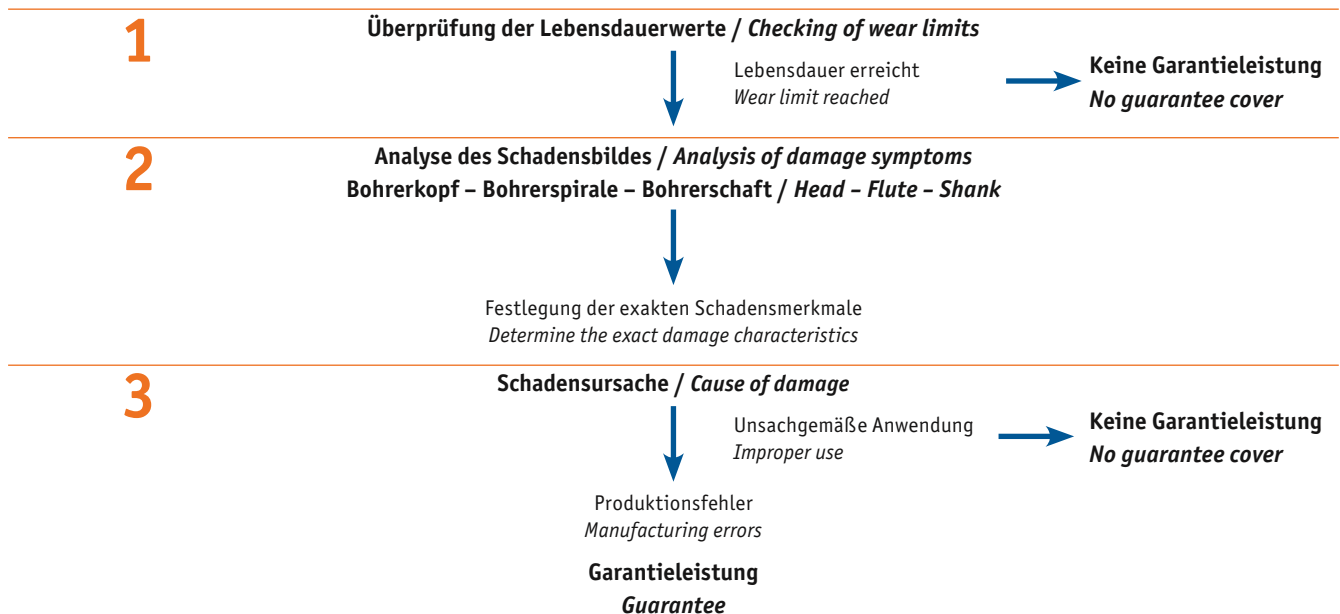 1
Überprüfung der Lebensdauerwerte / Checking of wear limits
Lebensdauer erreicht
Wear limit reached
Keine Garantieleistung
No guarantee cover
2
Analyse des Schadensbildes / Analysis of damage symptoms
Bohrerkopf – Bohrerspirale – Bohrerschaft / Head – Flute – Shank
Festlegung der exakten Schadensmerkmale
Determine the exact damage characteristics
3
Schadensursache / Cause of damage
Unsachgemäße Anwendung
Improper use
Keine Garantieleistung
No guarantee cover
Produktionsfehler
Manufacturing errors
Garantieleistung
Guarantee